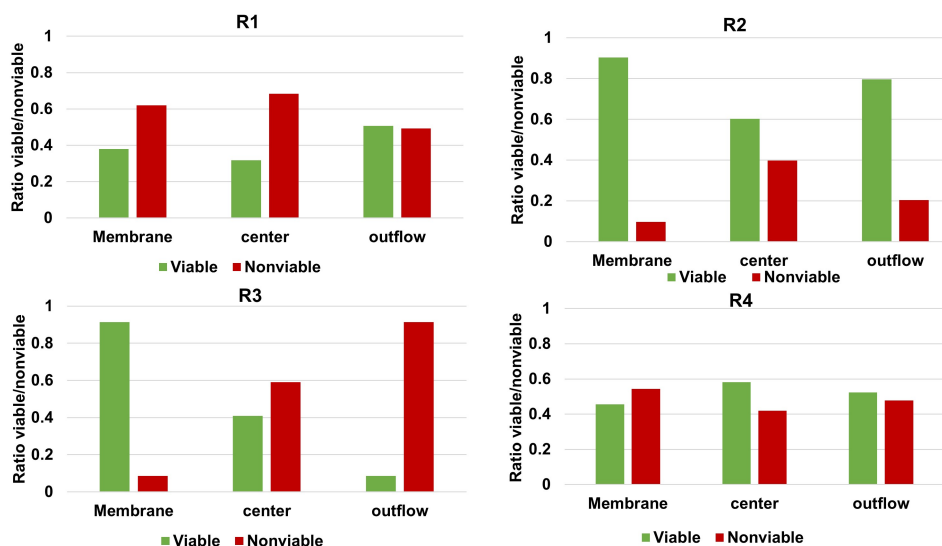 R1
Ratio viable/nonviable
1
0.8
0.6
0.4
0.2
0
Membrane center outflow
Viable Nonviable
R2
Ratio viable/nonviable
1
0.8
0.6
0.4
0.2
0
Membrane center outflow
Viable Nonviable
R3
Ratio viable/nonviable
1
0.8
0.6
0.4
0.2
0
Membrane center outflow
Viable Nonviable
R4
Ratio viable/nonviable
1
0.8
0.6
0.4
0.2
0
Membrane center outflow
Viable Nonviable